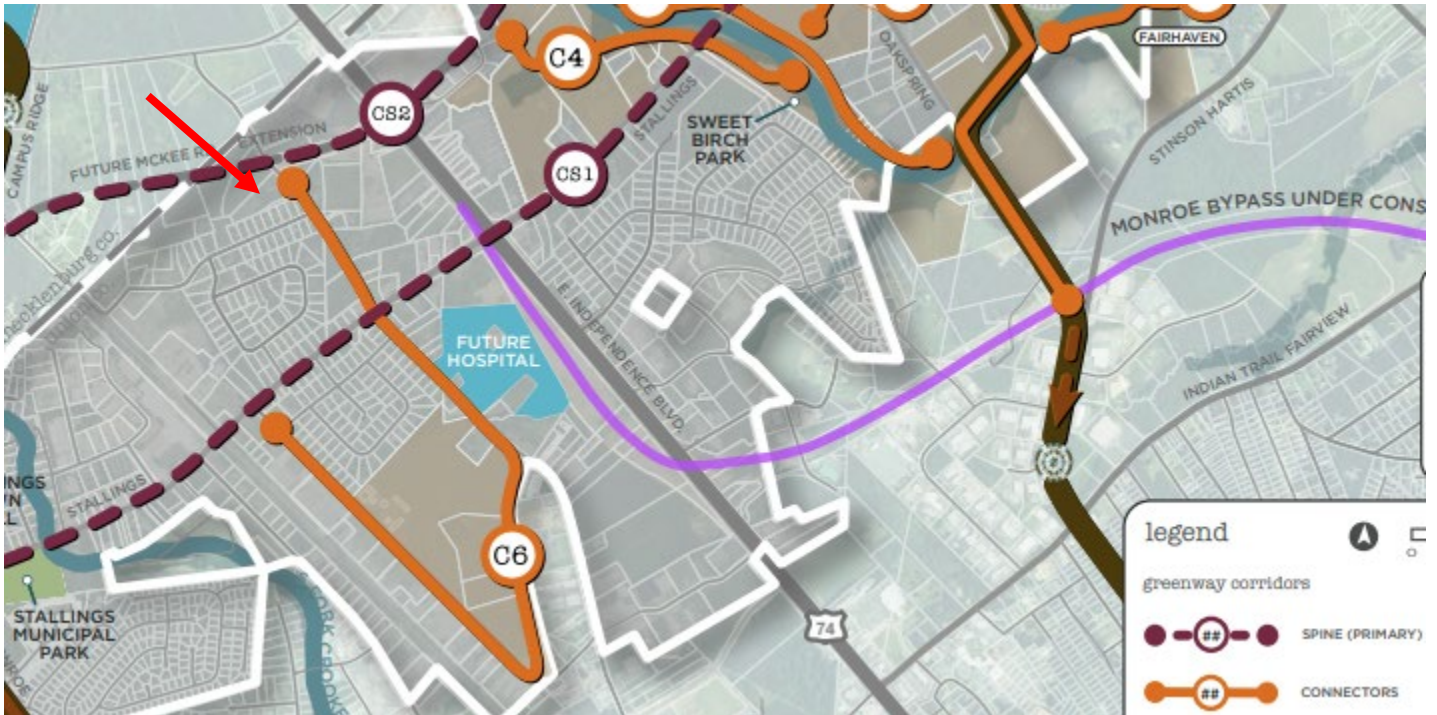 FAIRHAVEN
C4
OAKSPRING
CAMPUS RIDGE
CS2
STALLINGS
SWEET
BIRCH
PARK
STINSON HARTIS
FUTURE MCKEE
EXTENSION
CS1
MONROE BYPASS UNDER CONS
E. INDEPENDENCE BLVD.
FUTURE
HOSPITAL
INDIAN TRAIL FAIRVIEW
STALLINGS
C6
legend
greenway corridors
STALLINGS
MUNICIPAL
PARK
74
## SPINE (PRIMARY)
## CONNECTORS